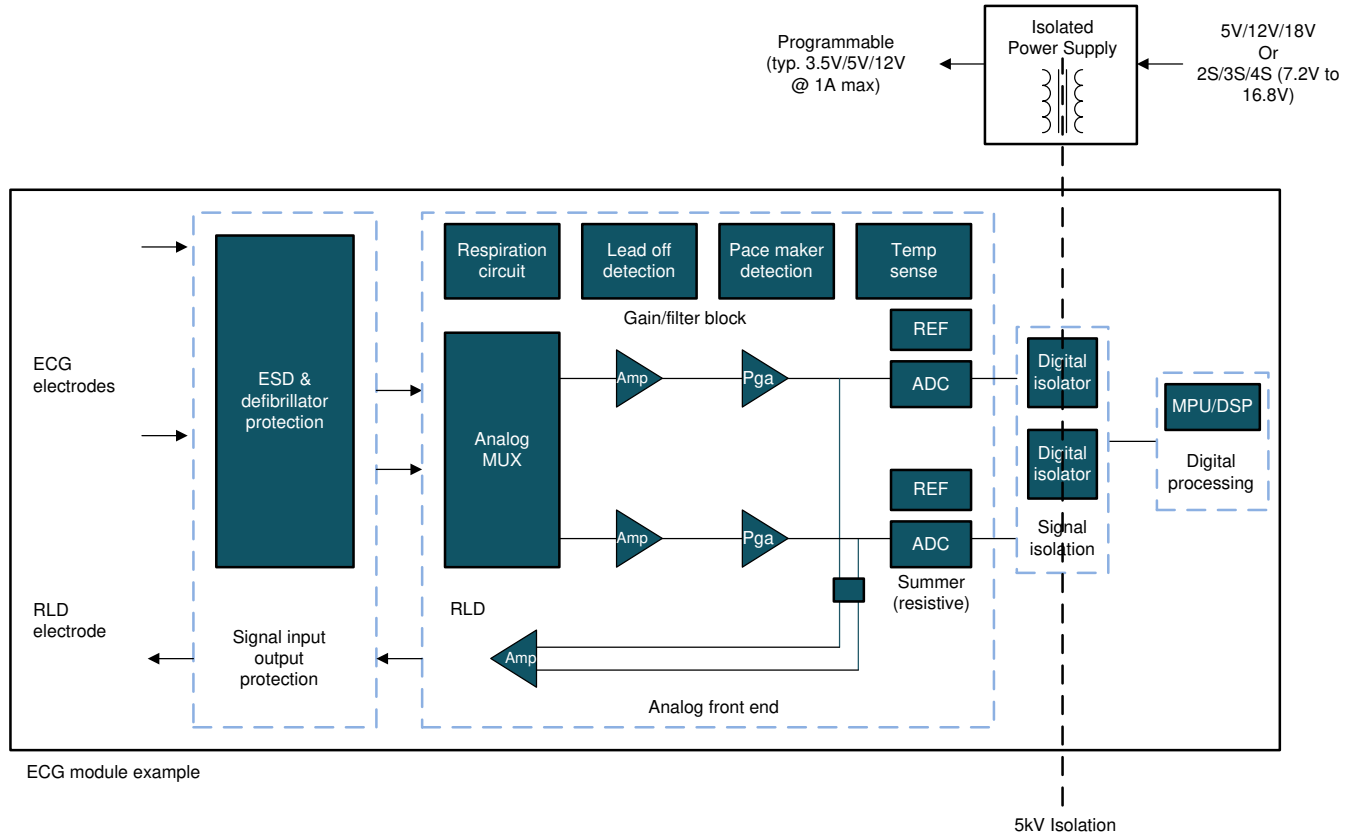 Programmable
(typ. 3.5V/5V/12V
@ 1A max)
Isolated
Power Supply
5V/12V/18V
Or
2S/3S/4S (7.2V to
16.8V)
ECG
electrodes
RLD
electrode
ESD &
defibrillator
protection
Signal input
output
protection
Respiration
circuit
Lead off
detection
Pace maker
detection
Temp
sense
Gain/filter block
Analog
MUX
Amp
Pga
REF
ADC
Amp
Pga
REF
ADC
Summer
(resistive)
RLD
Amp
Analog front end
Digital
isolator
Digital
isolator
Signal
isolation
MPU/DSP
Digital
processing
ECG module example
5kV Isolation